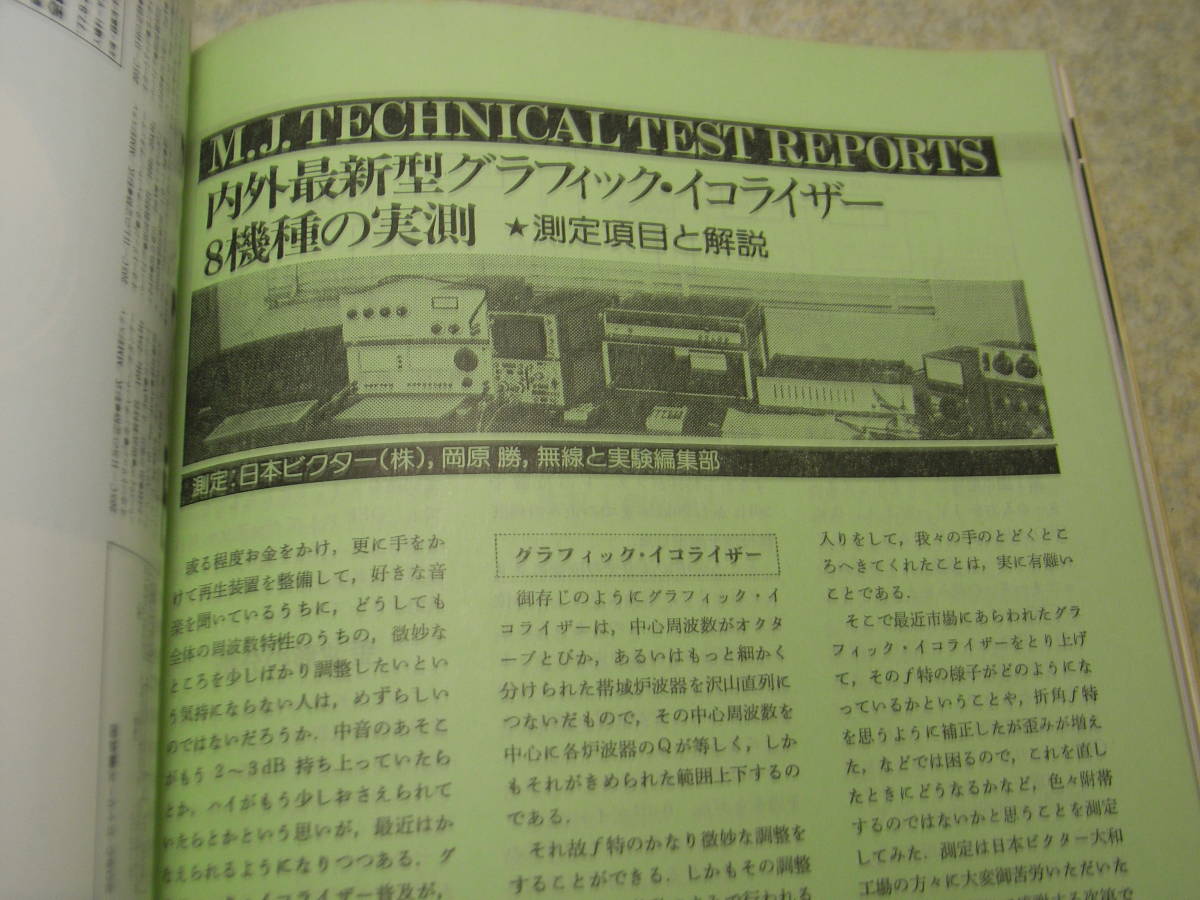 M.J. TECHNICAL TEST REPORTS
内外最新型グラフィック・イコライザー
8機種の実測 ★測定項目と解説
測定:日本ビクター(株),岡原 勝,無線と実験編集部
或る程度お金をかけ,更に手をか
けて再生装置を整備して,好きな音
楽を聞いているうちに,どうしても
全体の周波数特性のうちの,微妙な
ところを少しばかり調整したいとい
う気持にならない人は,めずらしい
のではないだろうか.中音のあそこ
がもう2〜3dB持ち上っていたら
とか,ハイがもう少しおさえられて
いたらとかという思いが,最近はか
なえられるようになりつつある.グ
イコライザー普及が,
グラフィック・イコライザー
御存じのようにグラフィック・イ
コライザーは,中心周波数がオクタ
ーブとびか,あるいはもっと細かく
分けられた帯域炉波器を沢山直列に
つないだもので,その中心周波数を
中心に各炉波器のQが等しく,しか
もそれがきめられた範囲上下するの
である.
それ故f特のかなり微妙な調整を
することができる.しかもその調整
入りをして,我々の手のとどくとこ
ろへきてくれたことは,実に有難い
ことである.
そこで最近市場にあらわれたグラ
フィック・イコライザーをとり上げ
て,そのf特の様子がどのようにな
っているかということや,折角f特
を思うように補正したが歪みが増え
た,などでは困るので,これを直し
たときにどうなるかなど,色々附帯
するのではないかと思うことを測定
してみた.測定は日本ビクター大和
工場の方々に大変御苦労いただいた